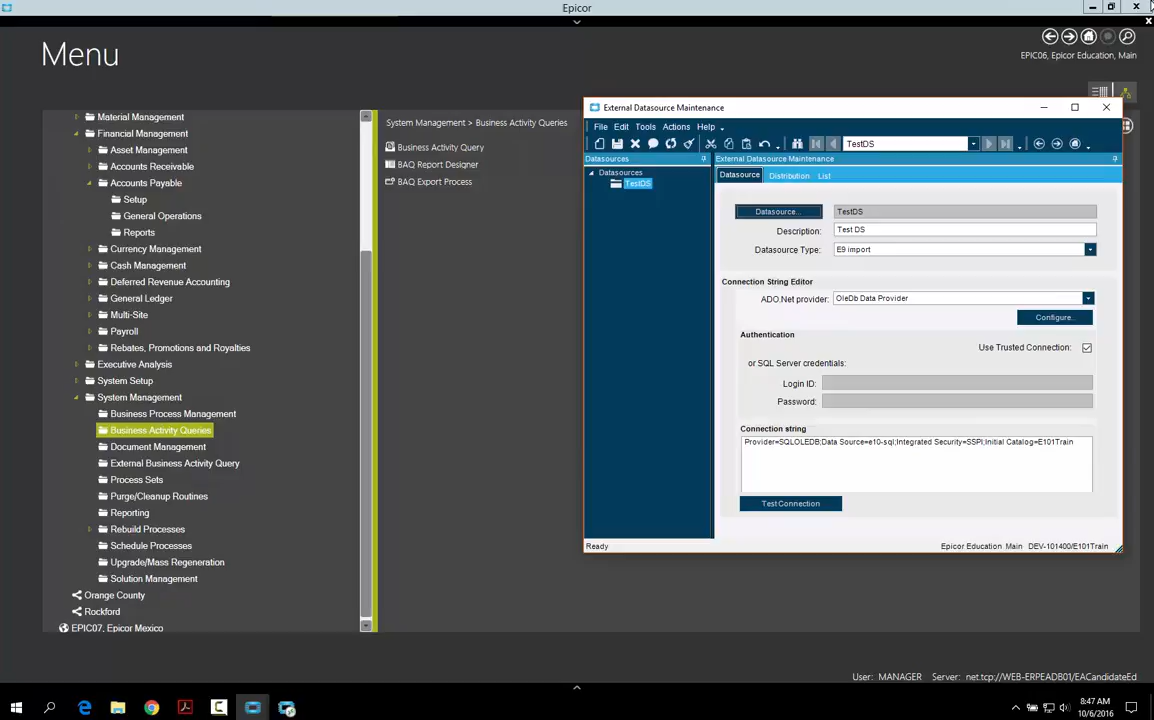 Epicor
Menu
EPIC06, Epicor Education, Main
Material Management
Financial Management
Asset Management
Accounts Receivable
Accounts Payable
Setup
General Operations
Reports
Currency Management
Cash Management
Deferred Revenue Accounting
General Ledger
Multi-Site
Payroll
Rebates, Promotions and Royalties
Executive Analysis
System Setup
System Management
Business Process Management
Business Activity Queries
Document Management
External Business Activity Query
Process Sets
Purge/Cleanup Routines
Reporting
Rebuild Processes
Schedule Processes
Upgrade/Mass Regeneration
Solution Management
Orange County
Rockford
EPIC07, Epicor Mexico
System Management > Business Activity Queries
Business Activity Query
BAQ Report Designer
BAQ Export Process
External Datasource Maintenance
File Edit Tools Actions Help
TestDS
Datasources
Datasources
TestDS
External Datasource Maintenance
Datasource Distribution List
Datasource... TestDS
Description: Test DS
Datasource Type: E9 import
Connection String Editor
ADO.Net provider: OleDb Data Provider
Configure...
Authentication
Use Trusted Connection:
or SQL Server credentials:
Login ID:
Password:
Connection string
Provider=SQLOLEDB;Data Source=e10-sql;Integrated Security=SSPI;Initial Catalog=E101Train
Test Connection
Ready
Epicor Education Main DEV-101400/E101Train
User: MANAGER Server: net.tcp://WEB-ERPEADB01/EACandidateEd
8:47 AM
10/6/2016